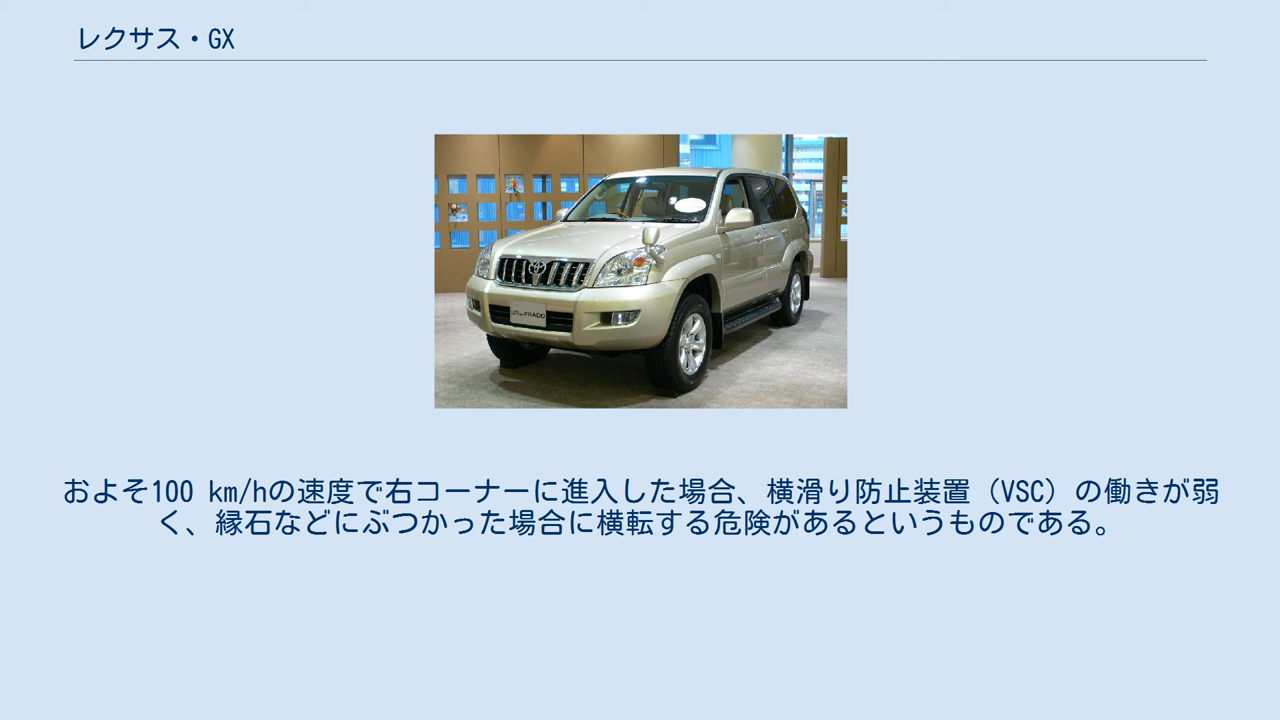 レクサス・GX
PRADO
およそ100 km/hの速度で右コーナーに進入した場合、横滑り防止装置（VSC）の働きが弱
く、縁石などにぶつかった場合に横転する危険があるというものである。